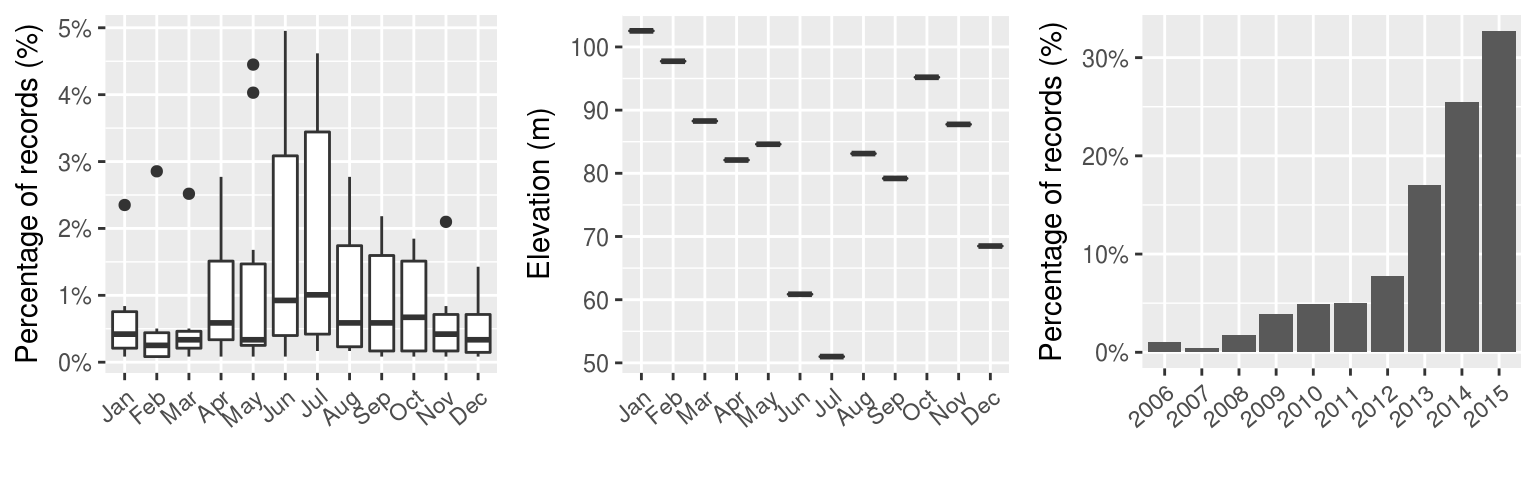 Percentage of records (%)
5%
4%
3%
2%
1%
0%
Jan Feb Mar Apr May Jun Jul Aug Sep Oct Nov Dec
Elevation (m)
100
90
80
70
60
50
Jan Feb Mar Apr May Jun Jul Aug Sep Oct Nov Dec
Percentage of records (%)
30%
20%
10%
0%
2006 2007 2008 2009 2010 2011 2012 2013 2014 2015